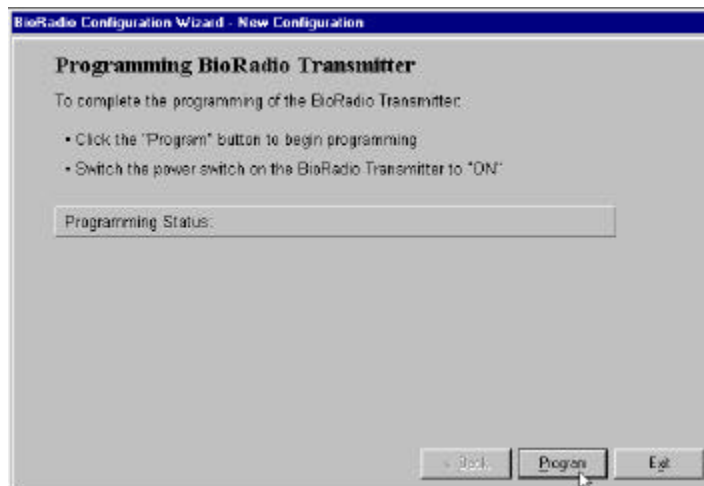 BioRadio Configuration Wizard - New Configuration
Programming BioRadio Transmitter
To complete the programming of the BioRadio Transmitter:
• Click the "Program" button to begin programming
• Switch the power switch on the BioRadio Transmitter to "ON"
Programming Status:
< Back Program Exit